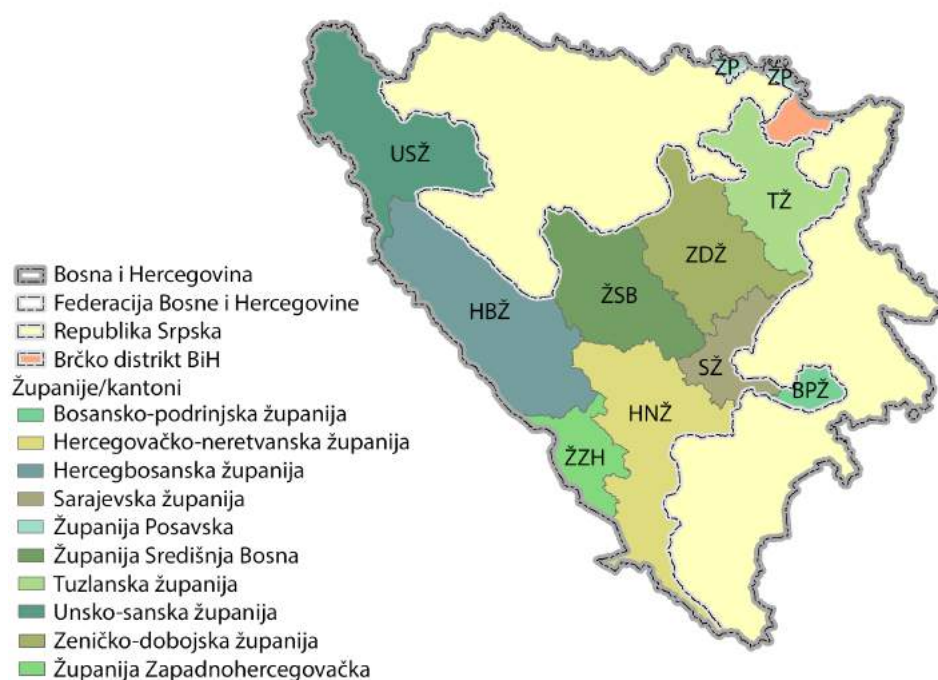 ŽP
ŽP
USŽ
TŽ
ZDŽ
ŽSB
HBŽ
SŽ
BPŽ
HNŽ
ŽZH
Bosna i Hercegovina
Federacija Bosne i Hercegovine
Republika Srpska
Brčko distrikt BiH
Županije/kantoni
Bosansko-podrinjska županija
Hercegovačko-neretvanska županija
Hercegbosanska županija
Sarajevska županija
Županija Posavska
Županija Središnja Bosna
Tuzlanska županija
Unsko-sanska županija
Zeničko-dobojska županija
Županija Zapadnohercegovačka